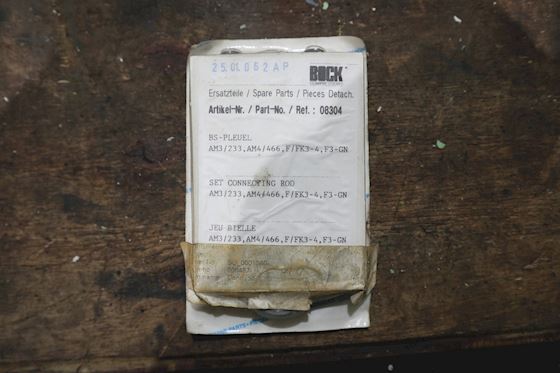 BOCK
Ersatzteile / Spare Parts / Pieces Detach.
Artikel-Nr. / Part-No. / Ref. : 08304
BS-PLEUEL
AM3/233,AM4/466,F/FK3-4,F3-GN
SET CONNECTING ROD
AM3/233,AM4/466,F/FK3-4,F3-GN
JEU BIELLE
AM3/233,AM4/466,F/FK3-4,F3-GN